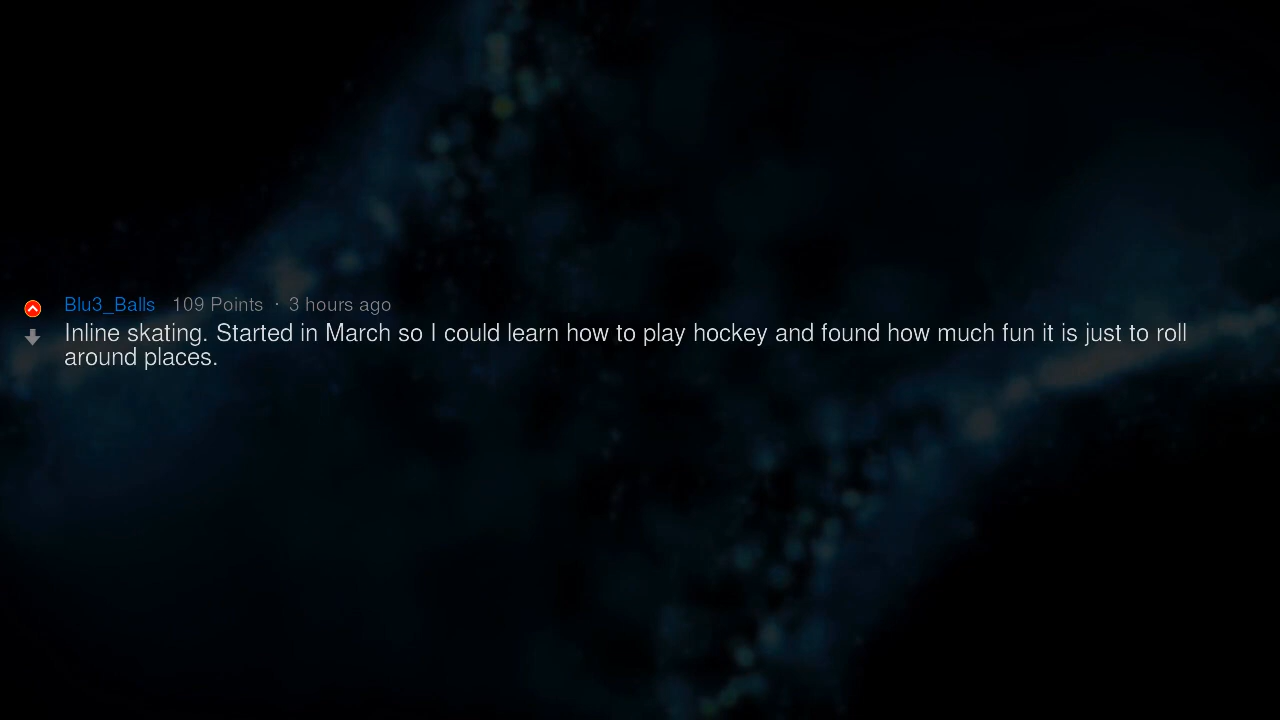 Blu3_Balls 109 Points · 3 hours ago
Inline skating. Started in March so I could learn how to play hockey and found how much fun it is just to roll
around places.